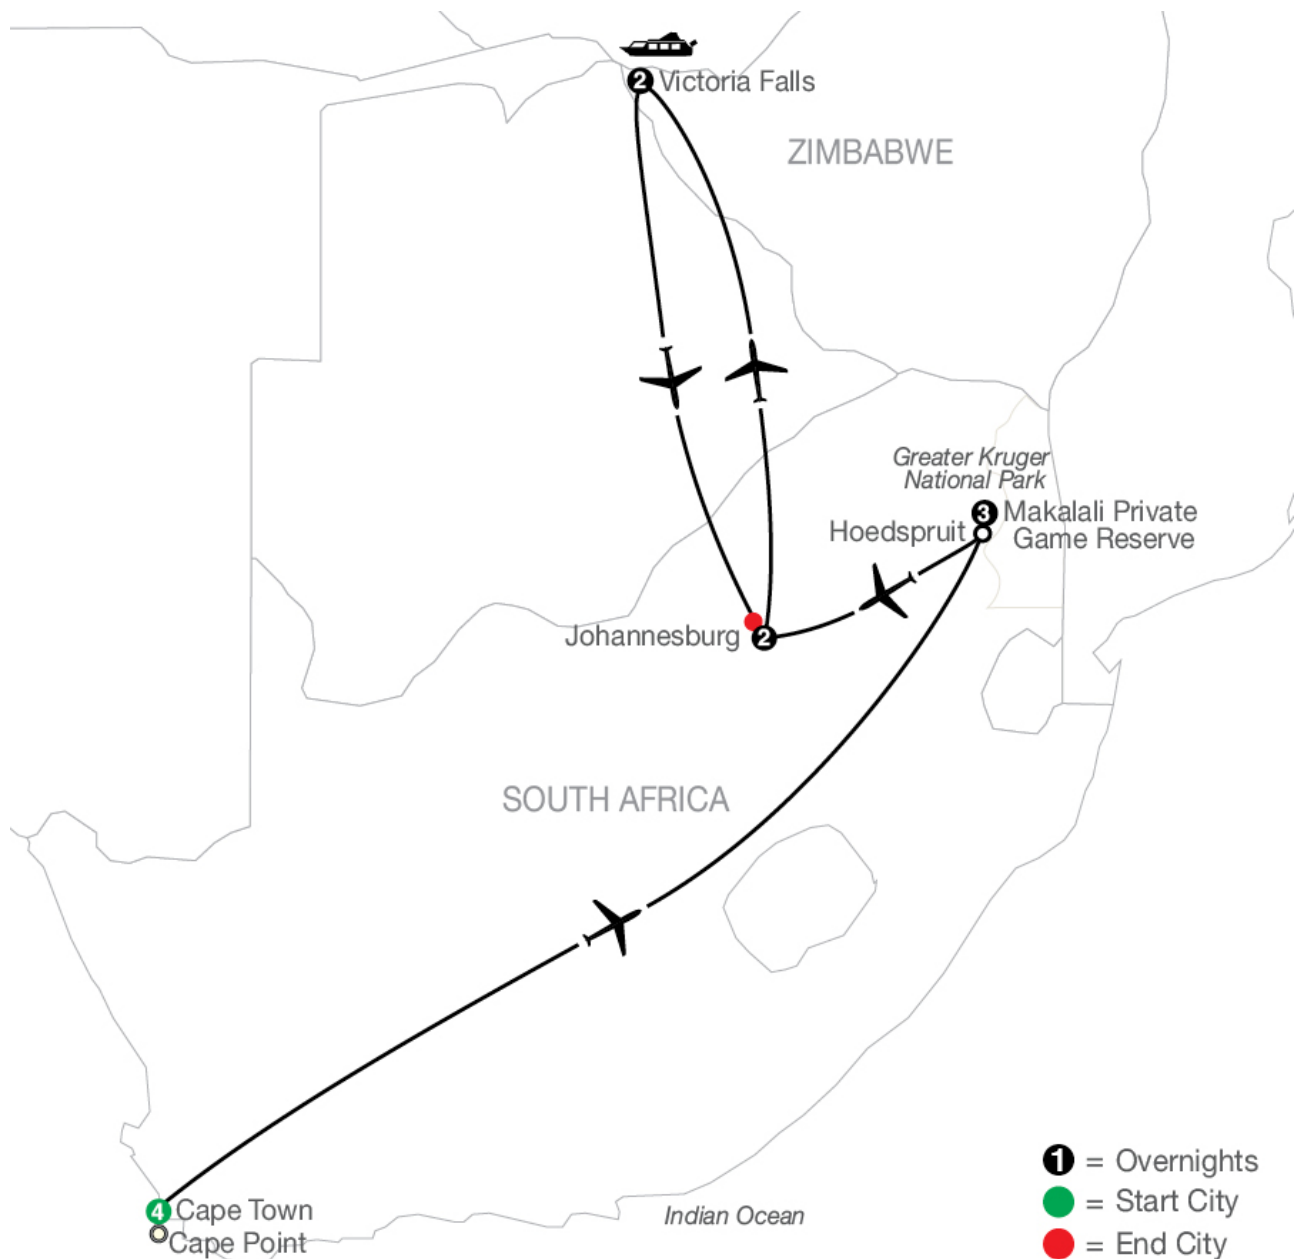 2 Victoria Falls
ZIMBABWE
Greater Kruger
National Park
3 Makalali Private
Hoedspruit
Game Reserve
Johannesburg 2
SOUTH AFRICA
4 Cape Town
Cape Point
Indian Ocean
1 = Overnights
= Start City
= End City